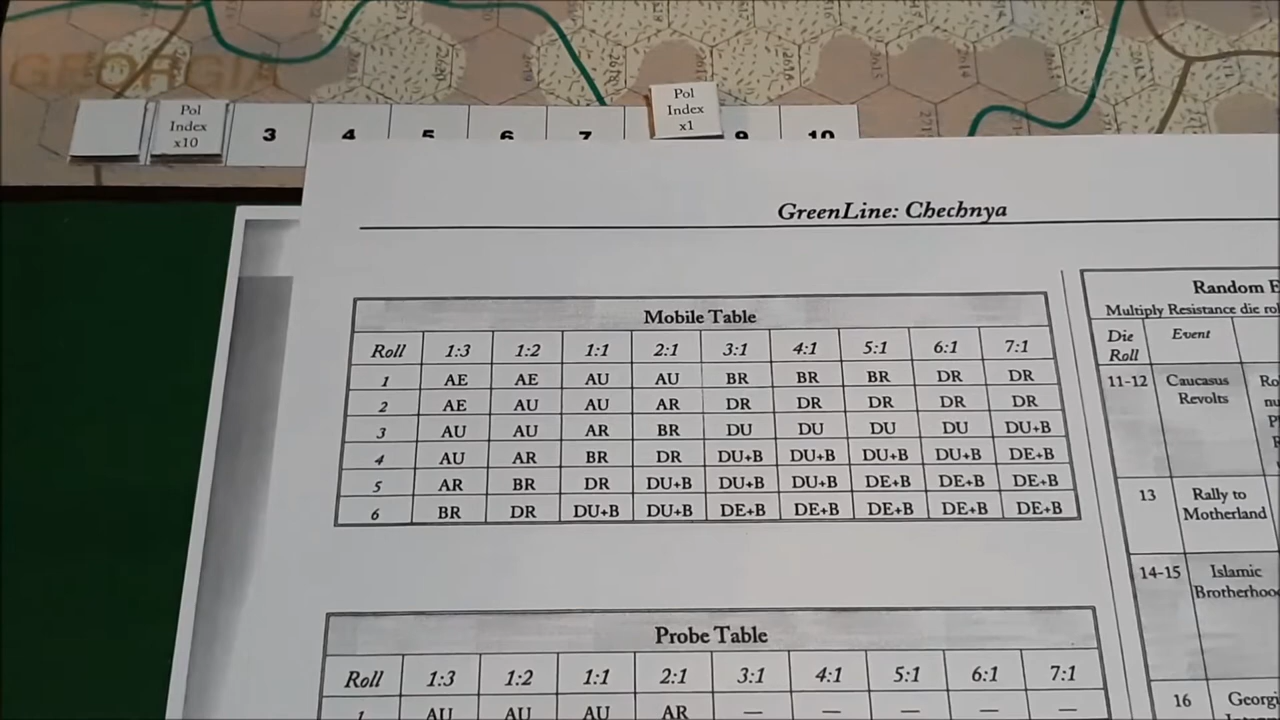 GEORGIA
Pol
Index
x10
3 4 5 6 7 9 10
Pol
Index
x1
GreenLine: Chechnya
Mobile Table
Roll 1:3 1:2 1:1 2:1 3:1 4:1 5:1 6:1 7:1
1 AE AE AU AU BR BR BR DR DR
2 AE AU AU AR DR DR DR DR DR
3 AU AU AR BR DU DU DU DU DU+B
4 AU AR BR DR DU+B DU+B DU+B DU+B DE+B
5 AR BR DR DU+B DU+B DU+B DE+B DE+B DE+B
6 BR DR DU+B DU+B DE+B DE+B DE+B DE+B DE+B
Probe Table
Roll 1:3 1:2 1:1 2:1 3:1 4:1 5:1 6:1 7:1
1 AU AU AU AR — — — — —
Random E
Multiply Resistance die rol
Die
Roll
Event
11-12 Caucasus
Revolts
Ro
nu
P
13 Rally to
Motherland
14-15 Islamic
Brotherhood
16 Georgi